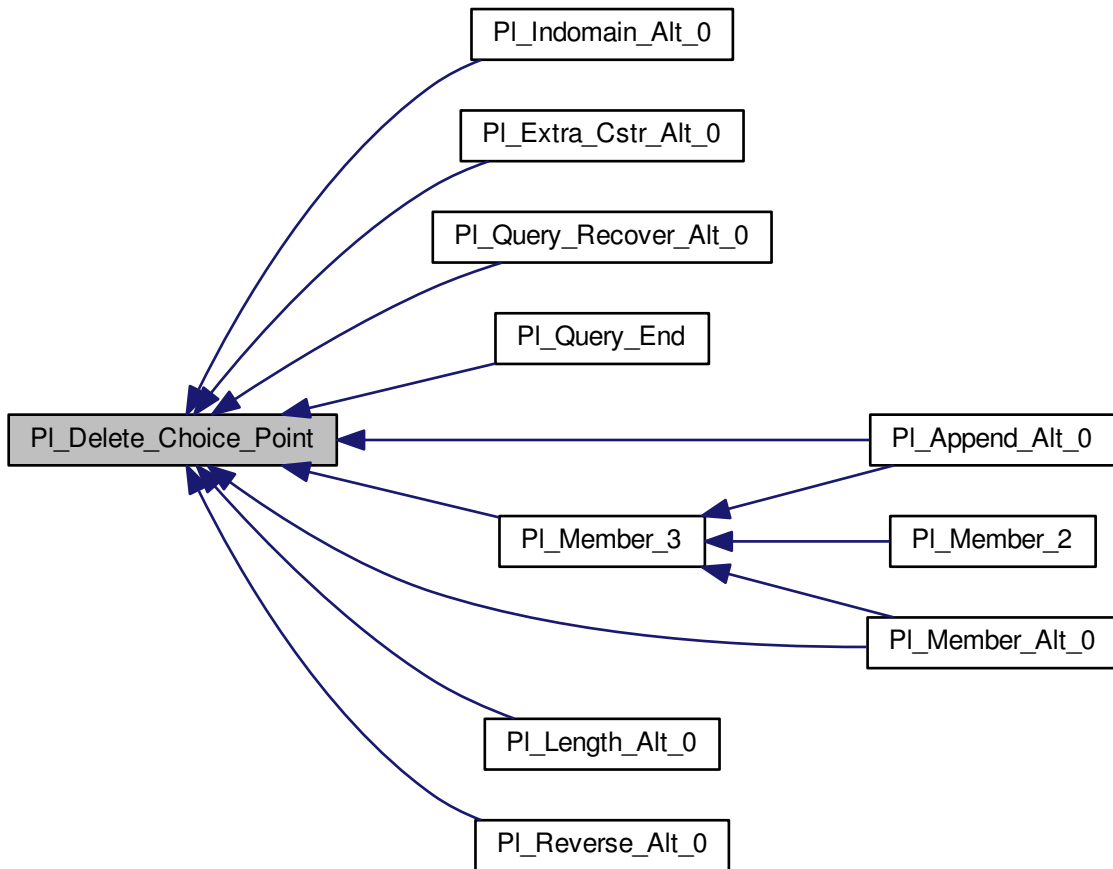 Pl_Indomain_Alt_0
Pl_Extra_Cstr_Alt_0
Pl_Query_Recover_Alt_0
Pl_Query_End
Pl_Delete_Choice_Point
Pl_Append_Alt_0
Pl_Member_3
Pl_Member_2
Pl_Member_Alt_0
Pl_Length_Alt_0
Pl_Reverse_Alt_0